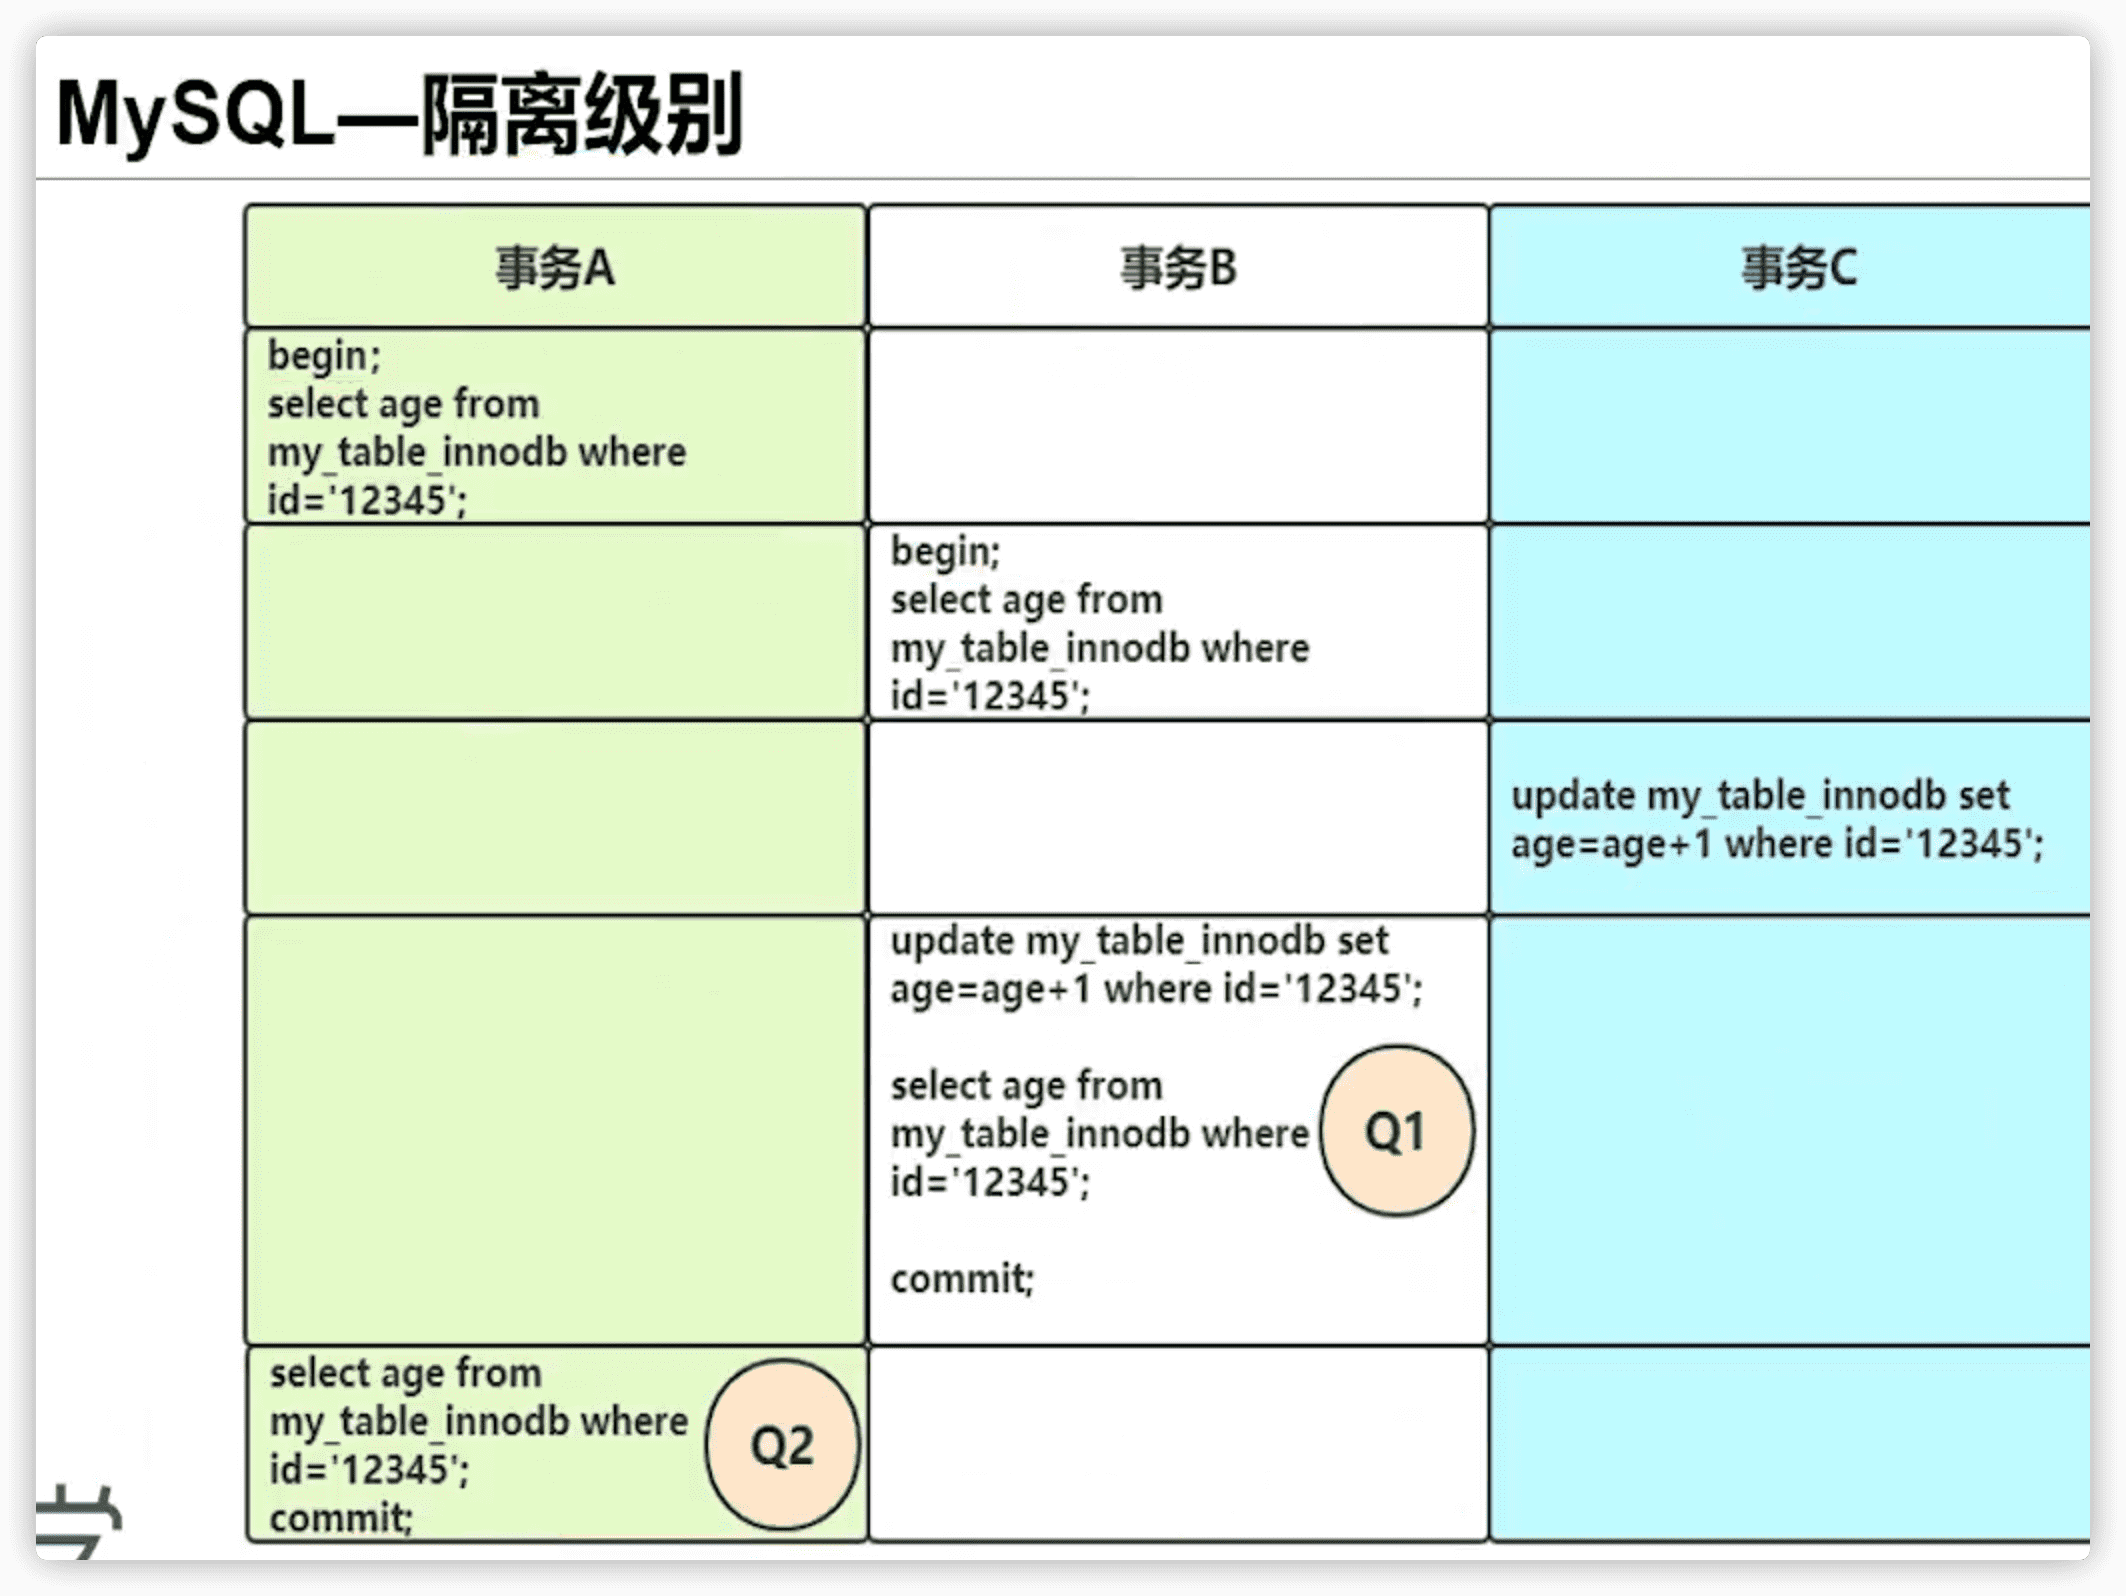 MySQL—隔离级别
事务A
事务B
事务C
begin;
select age from
my_table_innodb where
id='12345';
begin;
select age from
my_table_innodb where
id='12345';
update my_table_innodb set
age=age+1 where id='12345';
update my_table_innodb set
age=age+1 where id='12345';
select age from
my_table_innodb where
id='12345';
Q1
commit;
select age from
my_table_innodb where
id='12345';
commit;
Q2